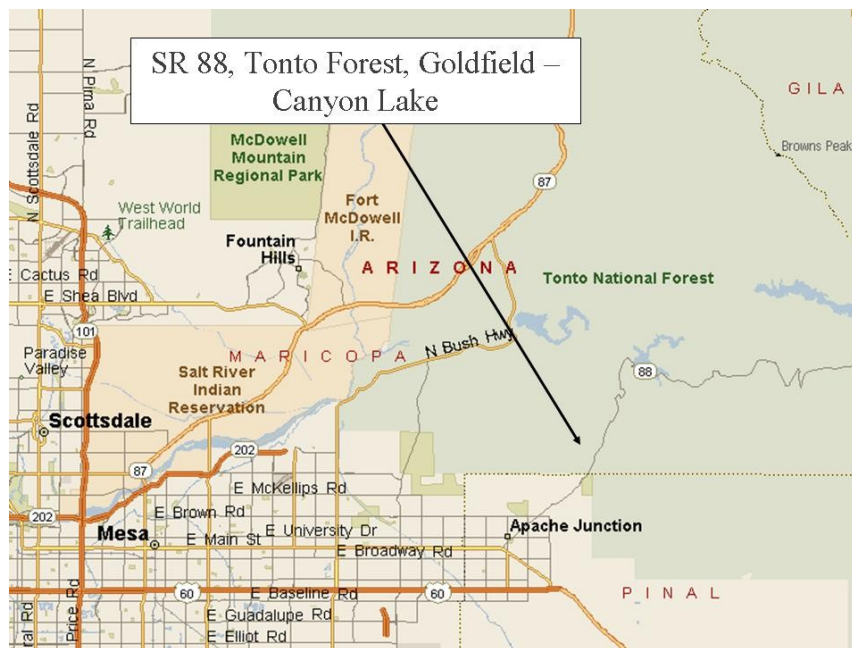 SR 88, Tonto Forest, Goldfield –
Canyon Lake
N Pima Rd
N Scottsdale Rd
GILA
Browns Peak
McDowell
Mountain
Regional Park
87
West World
Trailhead
Fort
McDowell
I.R.
Fountain
Hills
ARIZONA
Tonto National Forest
E Cactus Rd
E Shea Blvd
101
N Bush Hwy
Paradise
Valley
MARICOPA
88
Salt River
Indian
Reservation
Scottsdale
202
87
E McKellips Rd
202
E Brown Rd
Mesa
E University Dr
Apache Junction
E Main St
E Broadway Rd
60
E Baseline Rd
60
PINAL
Price Rd
ral Rd
E Guadalupe Rd
E Elliot Rd